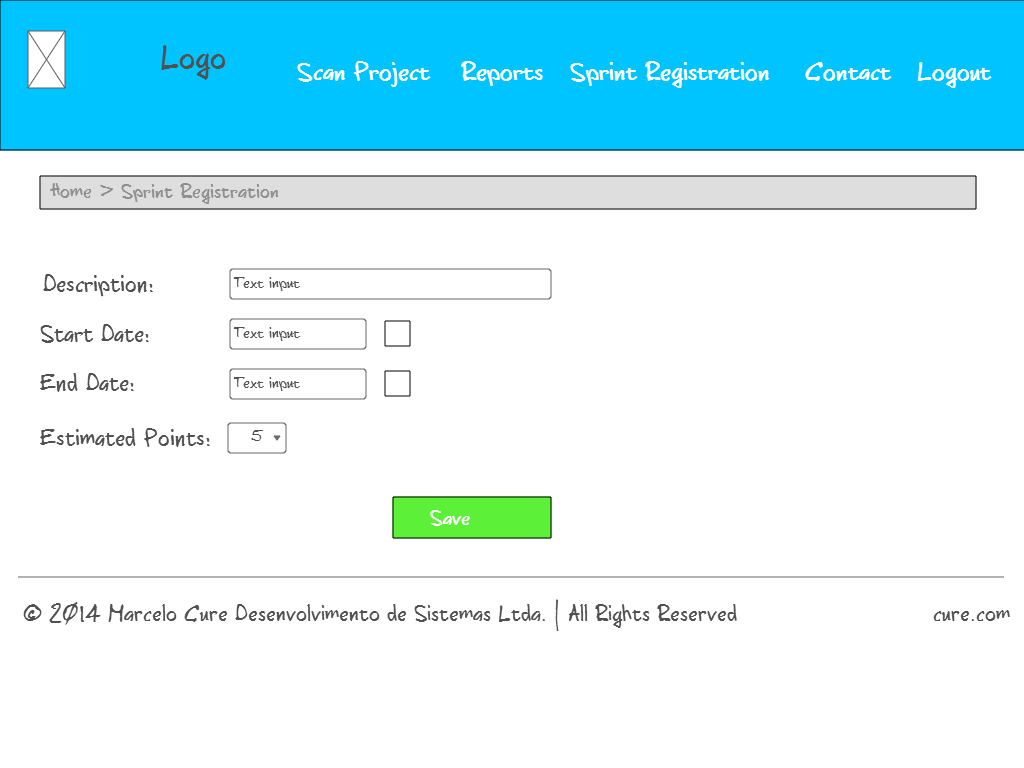 Logo
Scan Project Reports Sprint Registration Contact Logout
Home > Sprint Registration
Description: Text input
Start Date: Text input
End Date: Text input
Estimated Points: 5
Save
© 2014 Marcelo Cure Desenvolvimento de Sistemas Ltda. | All Rights Reserved cure.com